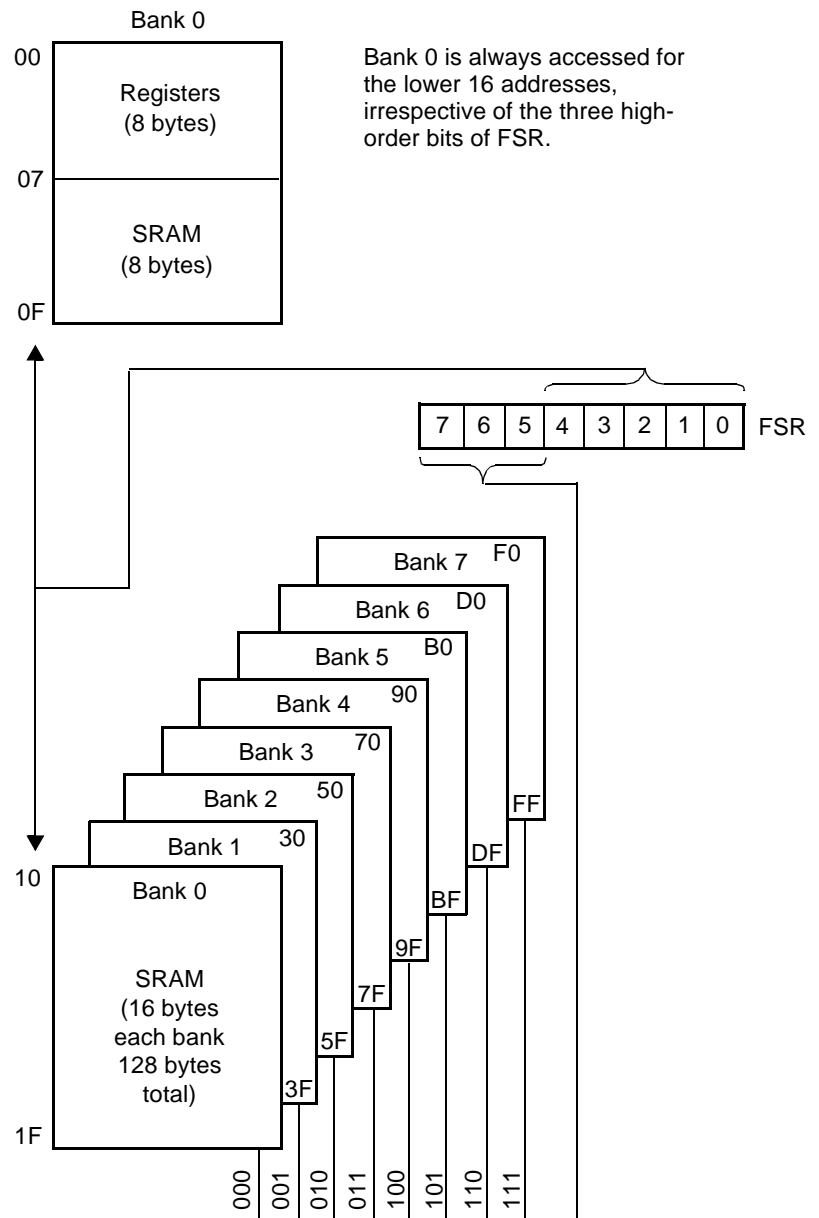 Bank 0
00
Registers
(8 bytes)
07
SRAM
(8 bytes)
0F
Bank 0 is always accessed for
the lower 16 addresses,
irrespective of the three high-
order bits of FSR.
7 6 5 4 3 2 1 0 FSR
Bank 7 F0
Bank 6 D0
Bank 5 B0
Bank 4 90
Bank 3 70
Bank 2 50
Bank 1 30
10
Bank 0
SRAM
(16 bytes
each bank
128 bytes
total)
1F
3F
5F
7F
9F
BF
DF
FF
000
001
010
011
100
101
110
111